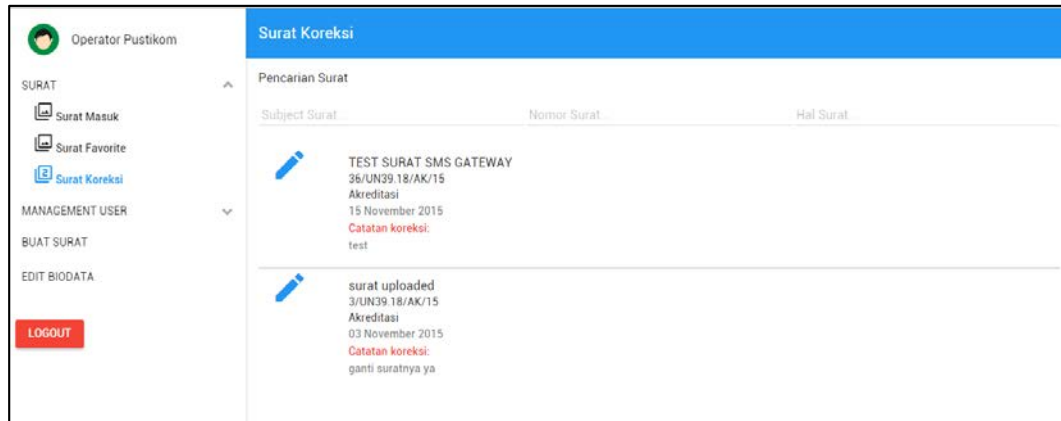 Operator Pustikom
SURAT
Surat Masuk
Surat Favorite
2
Surat Koreksi
MANAGEMENT USER
BUAT SURAT
EDIT BIODATA
LOGOUT
Surat Koreksi
Pencarian Surat
Subject Surat...
Nomor Surat...
Hal Surat...
TEST SURAT SMS GATEWAY
36/UN39.18/AK/15
Akreditasi
15 November 2015
Catatan koreksi:
test
surat uploaded
3/UN39.18/AK/15
Akreditasi
03 November 2015
Catatan koreksi:
ganti suratnya ya